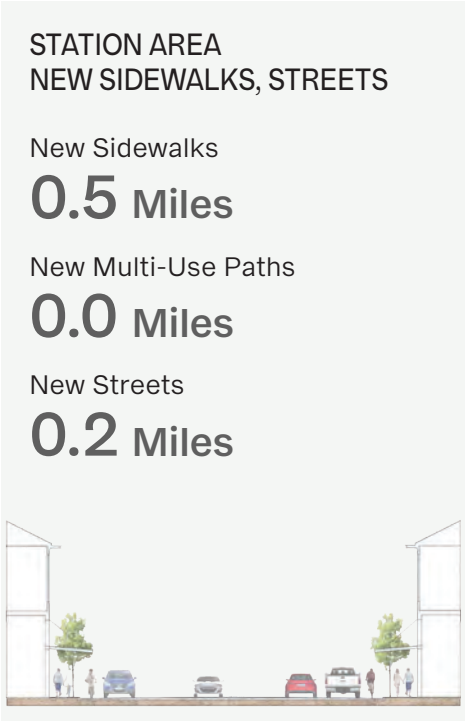 STATION AREA
NEW SIDEWALKS, STREETS
New Sidewalks
0.5 Miles
New Multi-Use Paths
0.0 Miles
New Streets
0.2 Miles